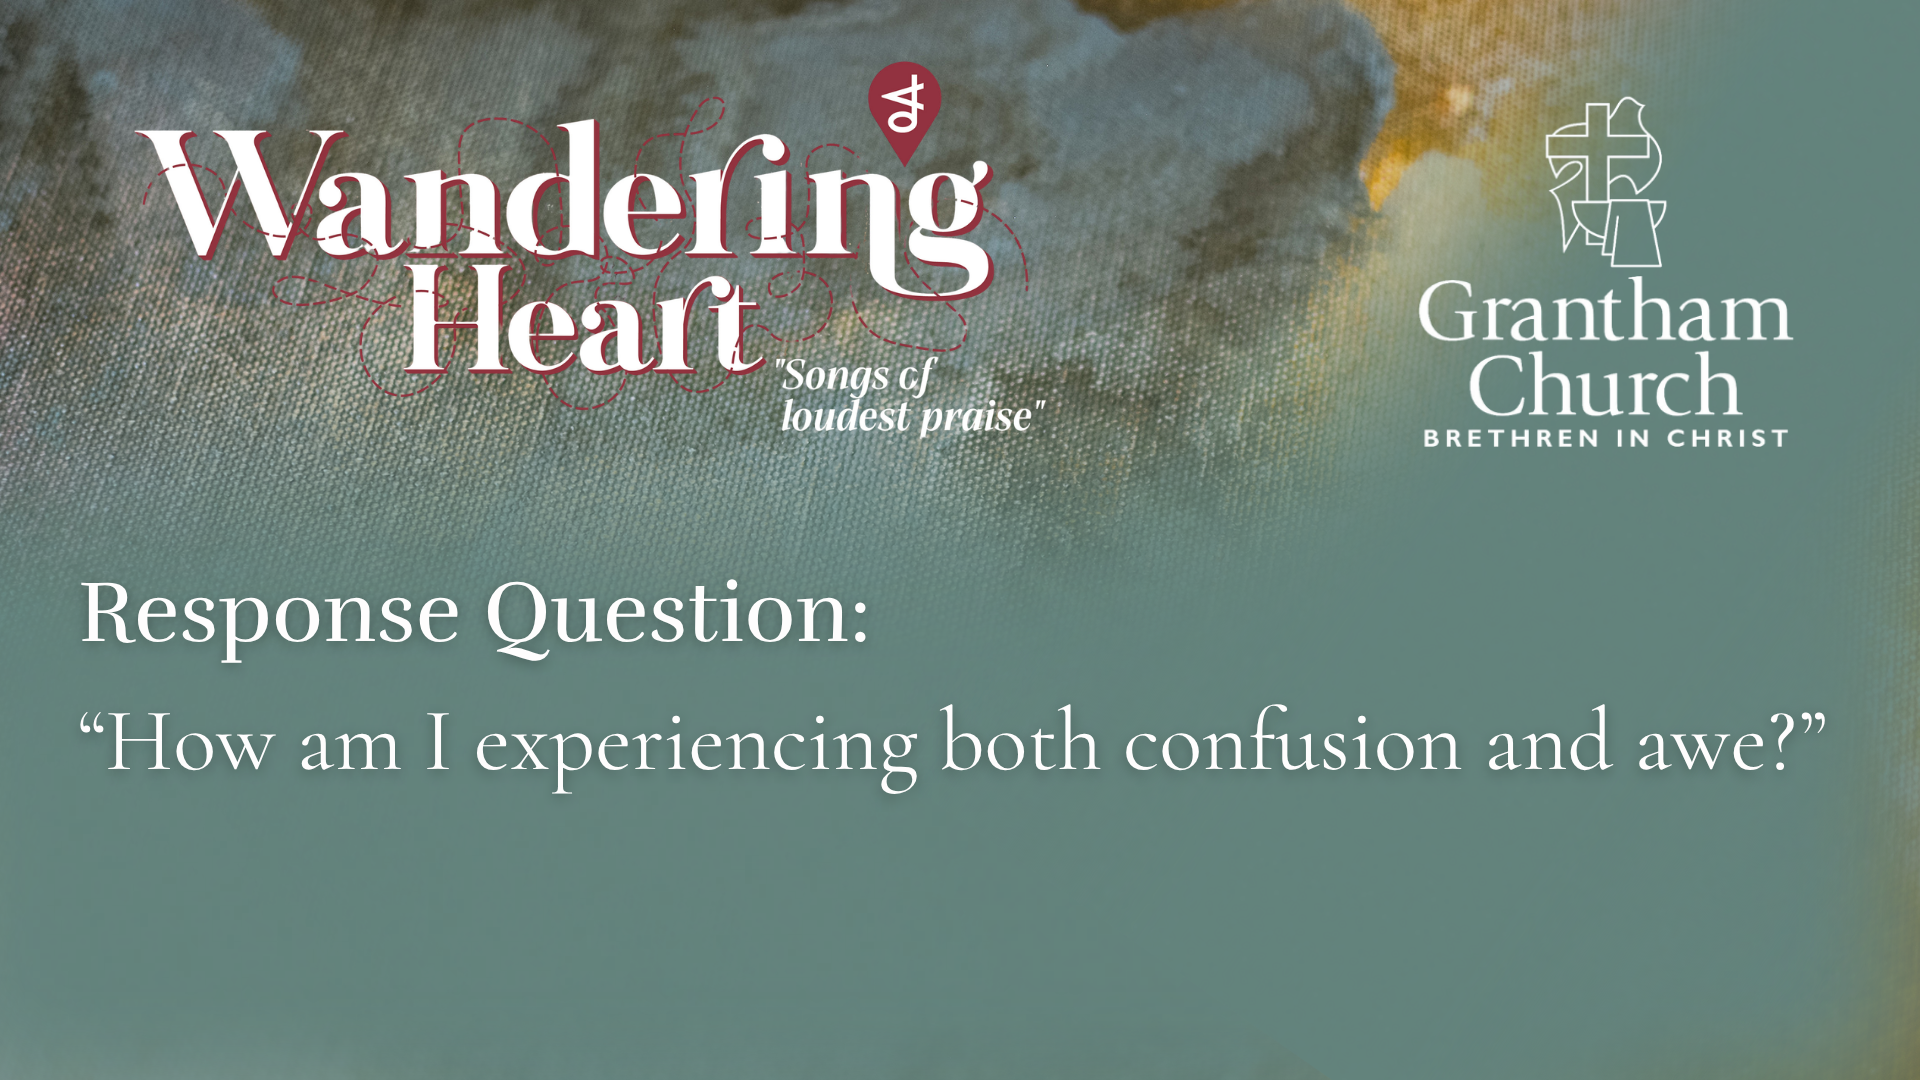 Wandering
Heart
"Songs of
loudest praise"
Grantham
Church
BRETHREN IN CHRIST
Response Question:
“How am I experiencing both confusion and awe?”